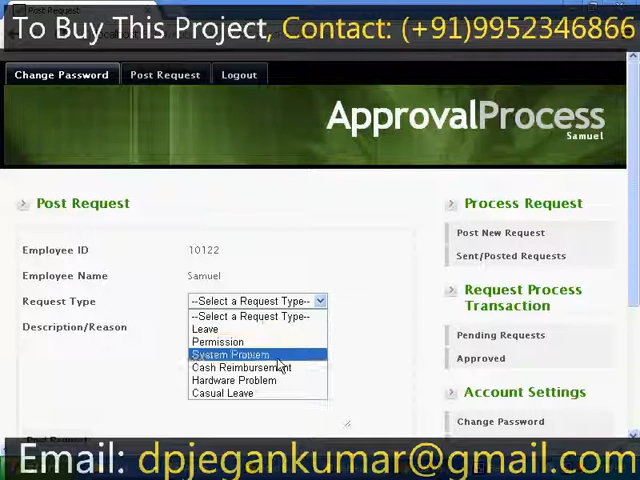 To Buy This Project, Contact: (+91)9952346866
Change Password
Post Request
Logout
ApprovalProcess
Samuel
Post Request
Employee ID
10122
Employee Name
Samuel
Request Type
--Select a Request Type--
--Select a Request Type--
Leave
Permission
System Problem
Cash Reimbursement
Hardware Problem
Casual Leave
Description/Reason
Process Request
Post New Request
Sent/Posted Requests
Request Process
Transaction
Pending Requests
Approved
Account Settings
Change Password
Email: dpjegankumar@gmail.com